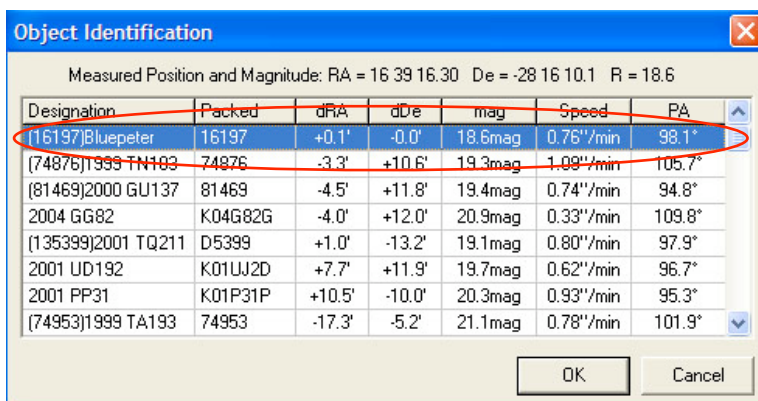 Object Identification
Measured Position and Magnitude: RA = 16 39 16.30 De = -28 16 10.1 R = 18.6
Designation Packed dRA dDe mag Speed PA
(16197)Bluepeter 16197 +0.1' -0.0' 18.6mag 0.76''/min 98.1°
(74876)1999 TN183 74876 -3.3' +10.6' 19.3mag 1.09''/min 105.7°
(81469)2000 GU137 81469 -4.5' +11.8' 19.4mag 0.74''/min 94.8°
2004 GG82 K04G82G -4.0' +12.0' 20.9mag 0.33''/min 109.8°
(135399)2001 TQ211 D5399 +1.0' -13.2' 19.1mag 0.80''/min 97.9°
2001 UD192 K01UJ2D +7.7' +11.9' 19.7mag 0.62''/min 96.7°
2001 PP31 K01P31P +10.5' -10.0' 20.3mag 0.93''/min 95.3°
(74953)1999 TA193 74953 -17.3' -5.2' 21.1mag 0.78''/min 101.9°
OK Cancel